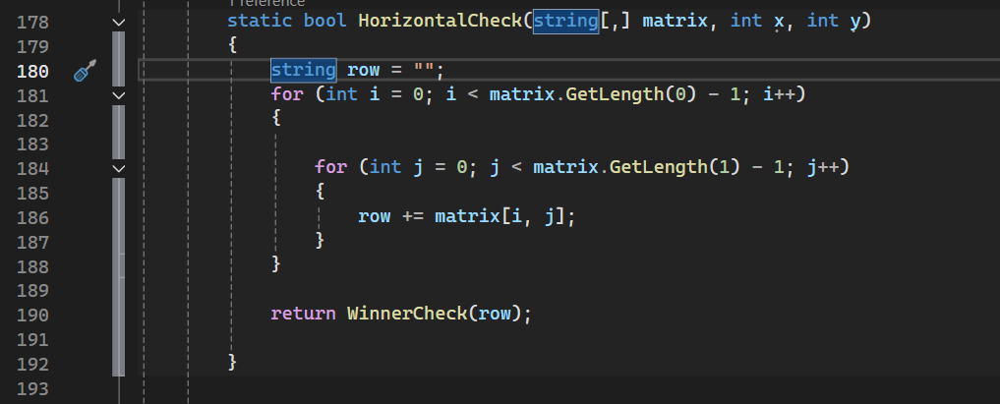 1 reference
178 static bool HorizontalCheck(string[,] matrix, int x, int y)
179 {
180 string row = "";
181 for (int i = 0; i < matrix.GetLength(0) - 1; i++)
182 {
183
184 for (int j = 0; j < matrix.GetLength(1) - 1; j++)
185 {
186 row += matrix[i, j];
187 }
188 }
189
190 return WinnerCheck(row);
191
192 }
193